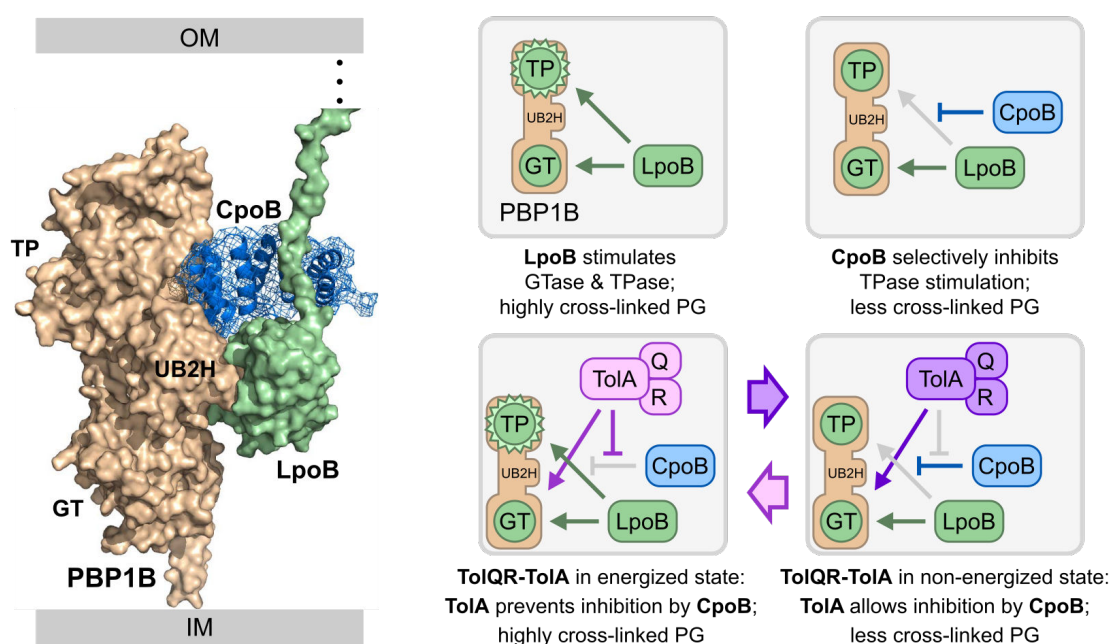 OM
CpoB
TP
UB2H
LpoB
GT
PBP1B
IM
TP
UB2H
GT
LpoB
PBP1B
LpoB stimulates
GTase & TPase;
highly cross-linked PG
TP
UB2H
GT
CpoB
LpoB
CpoB selectively inhibits
TPase stimulation;
less cross-linked PG
TolA
Q
R
TP
UB2H
GT
CpoB
LpoB
TolQR-TolA in energized state:
TolA prevents inhibition by CpoB;
highly cross-linked PG
TolA
Q
R
TP
UB2H
GT
CpoB
LpoB
TolQR-TolA in non-energized state:
TolA allows inhibition by CpoB;
less cross-linked PG